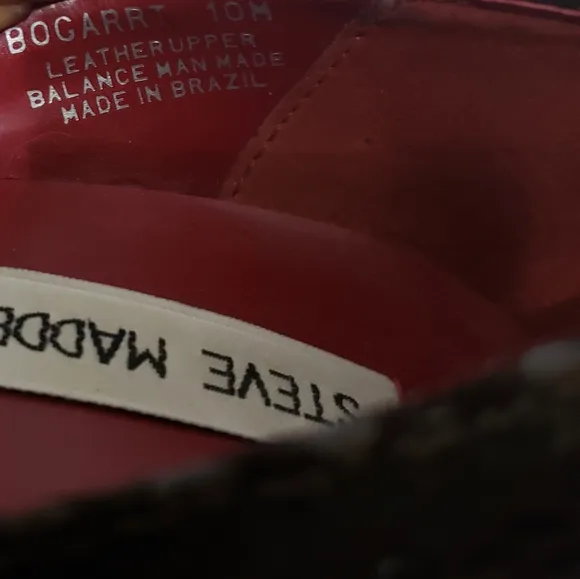 BOGARRT 10M
LEATHER UPPER
BALANCE MAN MADE
MADE IN BRAZIL
STEVE MADDE